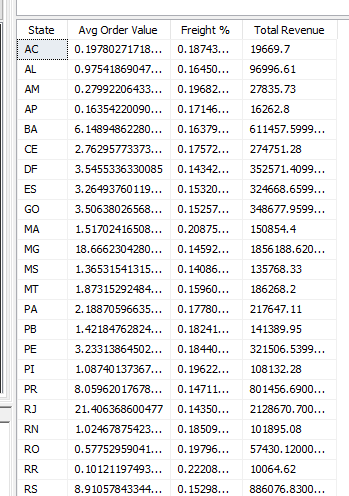 State Avg Order Value Freight % Total Revenue
AC 0.19780271718... 0.18743... 19669.7
AL 0.97541869047... 0.16450... 96996.61
AM 0.27992206433... 0.19682... 27835.73
AP 0.16354220090... 0.17146... 16262.8
BA 6.14894862280... 0.16379... 611457.5999...
CE 2.76295773373... 0.17572... 274751.28
DF 3.5455336330085 0.14342... 352571.4099...
ES 3.26493760119... 0.15320... 324668.6599...
GO 3.50638026568... 0.15257... 348677.9599...
MA 1.51702416508... 0.20875... 150854.4
MG 18.6662304280... 0.14592... 1856188.620...
MS 1.36531541315... 0.14086... 135768.33
MT 1.87315292484... 0.15960... 186268.2
PA 2.18870596635... 0.17780... 217647.11
PB 1.42184762824... 0.18241... 141389.95
PE 3.23313864502... 0.18440... 321506.5399...
PI 1.08740137367... 0.19622... 108132.28
PR 8.05962017678... 0.14711... 801456.6900...
RJ 21.406368600477 0.14350... 2128670.700...
RN 1.02467875423... 0.18509... 101895.08
RO 0.57752959041... 0.19796... 57430.12000...
RR 0.10121197493... 0.22208... 10064.62
RS 8.91057843344... 0.15298... 886076.8300...